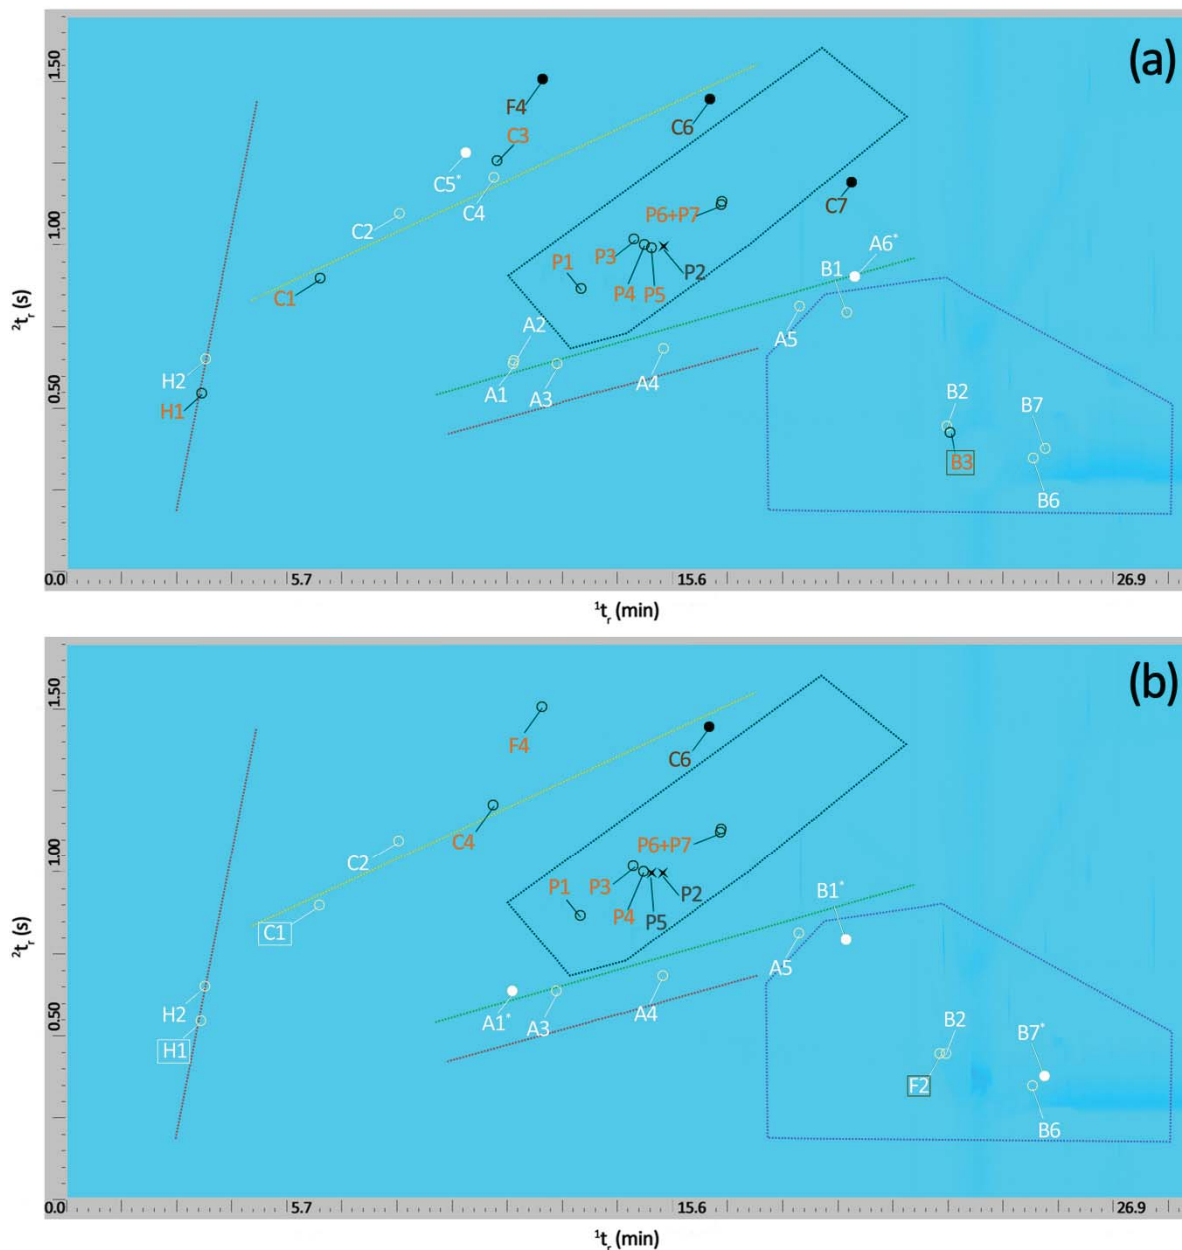 (a)
1.50
F4
C6
C3
C5*
C7
C4
1.00
C2
P6+P7
A6*
B1
P3
P2
P1
P4
P5
C1
²tᵣ (s)
A2
A5
H2
A1
A3
A4
H1
0.50
B2
B7
B3
B6
0.0
5.7
15.6
26.9
¹tᵣ (min)
(b)
1.50
F4
C6
C4
P6+P7
1.00
C2
P1
P3
P2
P4
P5
B1*
C1
²tᵣ (s)
A5
H2
A1*
A3
A4
H1
0.50
B2
B7*
F2
B6
0.0
5.7
15.6
26.9
¹tᵣ (min)